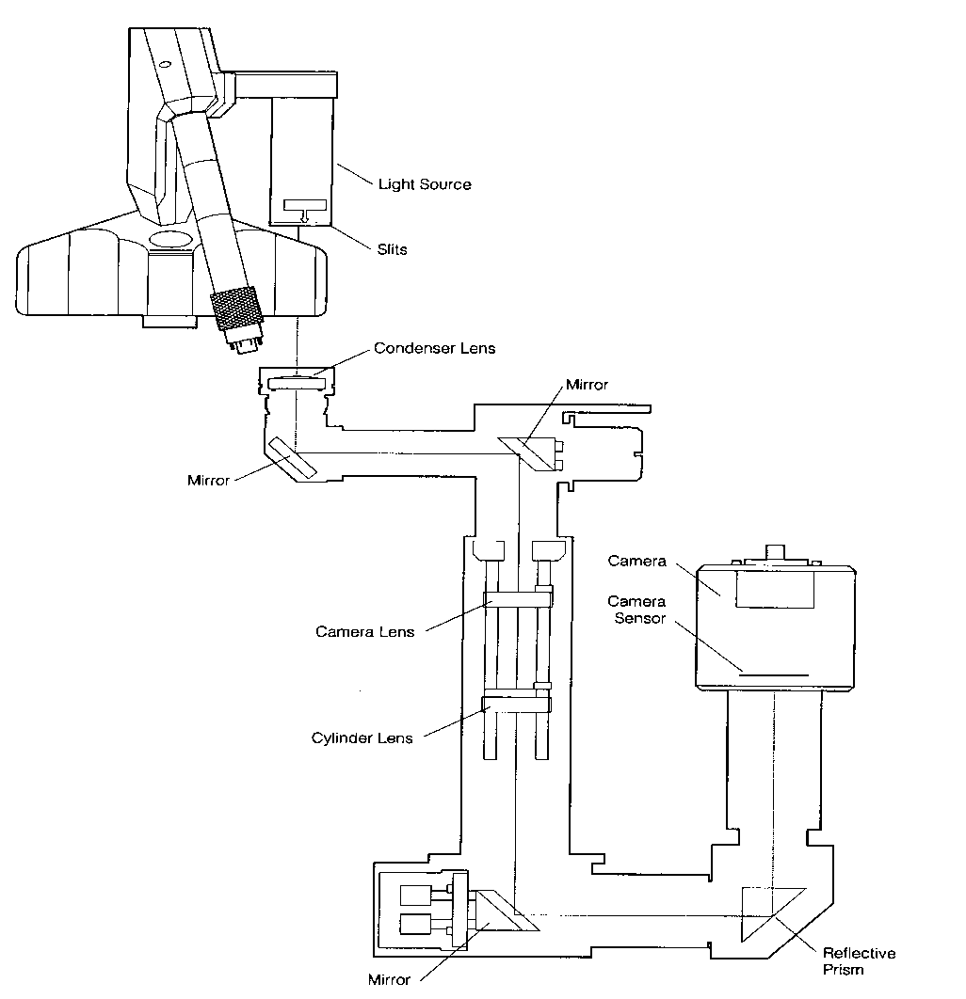 Light Source
Slits
Condenser Lens
Mirror
Mirror
Camera
Camera
Sensor
Camera Lens
Cylinder Lens
Reflective
Prism
Mirror